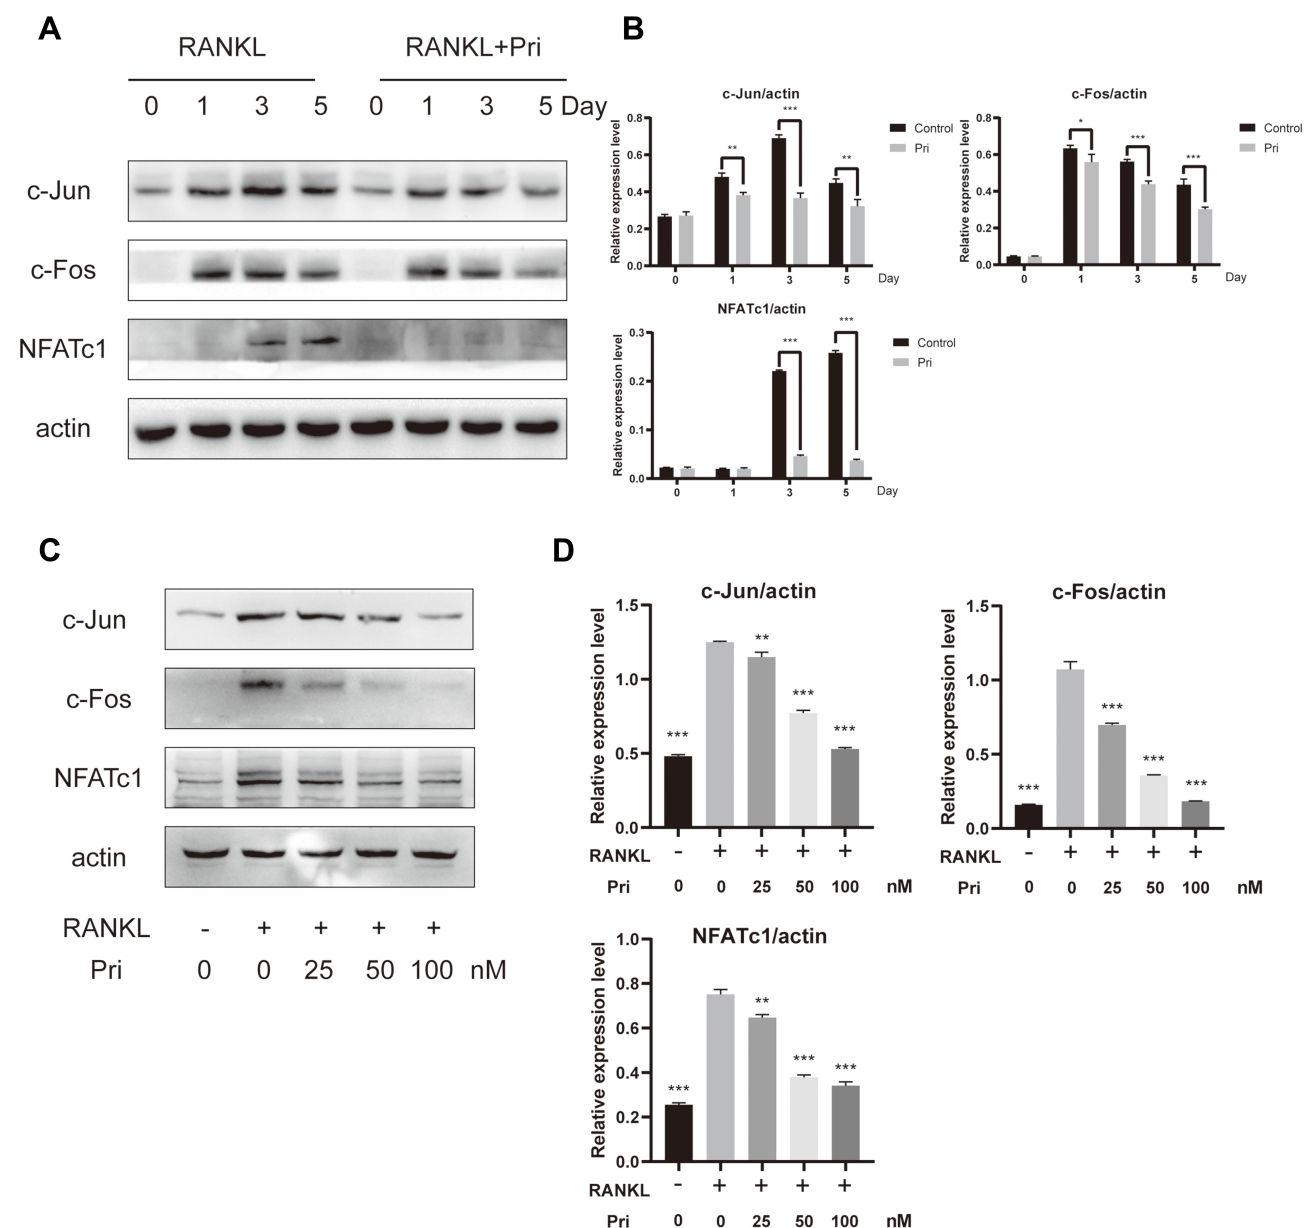 A
RANKL RANKL+Pri
0 1 3 5 0 1 3 5 Day
c-Jun
c-Fos
NFATc1
actin
B
c-Jun/actin
Relative expression level
0.8
0.6
0.4
0.2
0.0
** *** **
0 1 3 5 Day
Control
Pri
c-Fos/actin
Relative expression level
0.8
0.6
0.4
0.2
0.0
* *** ***
0 1 3 5 Day
Control
Pri
NFATc1/actin
Relative expression level
0.3
0.2
0.1
0.0
*** ***
0 1 3 5 Day
Control
Pri
C
c-Jun
c-Fos
NFATc1
actin
RANKL - + + + +
Pri 0 0 25 50 100 nM
D
c-Jun/actin
Relative expression level
1.5
1.0
0.5
0.0
*** ** *** ***
RANKL - + + + +
Pri 0 0 25 50 100 nM
c-Fos/actin
Relative expression level
1.5
1.0
0.5
0.0
*** *** *** ***
RANKL - + + + +
Pri 0 0 25 50 100 nM
NFATc1/actin
Relative expression level
1.0
0.8
0.6
0.4
0.2
0.0
*** ** *** ***
RANKL - + + + +
Pri 0 0 25 50 100 nM